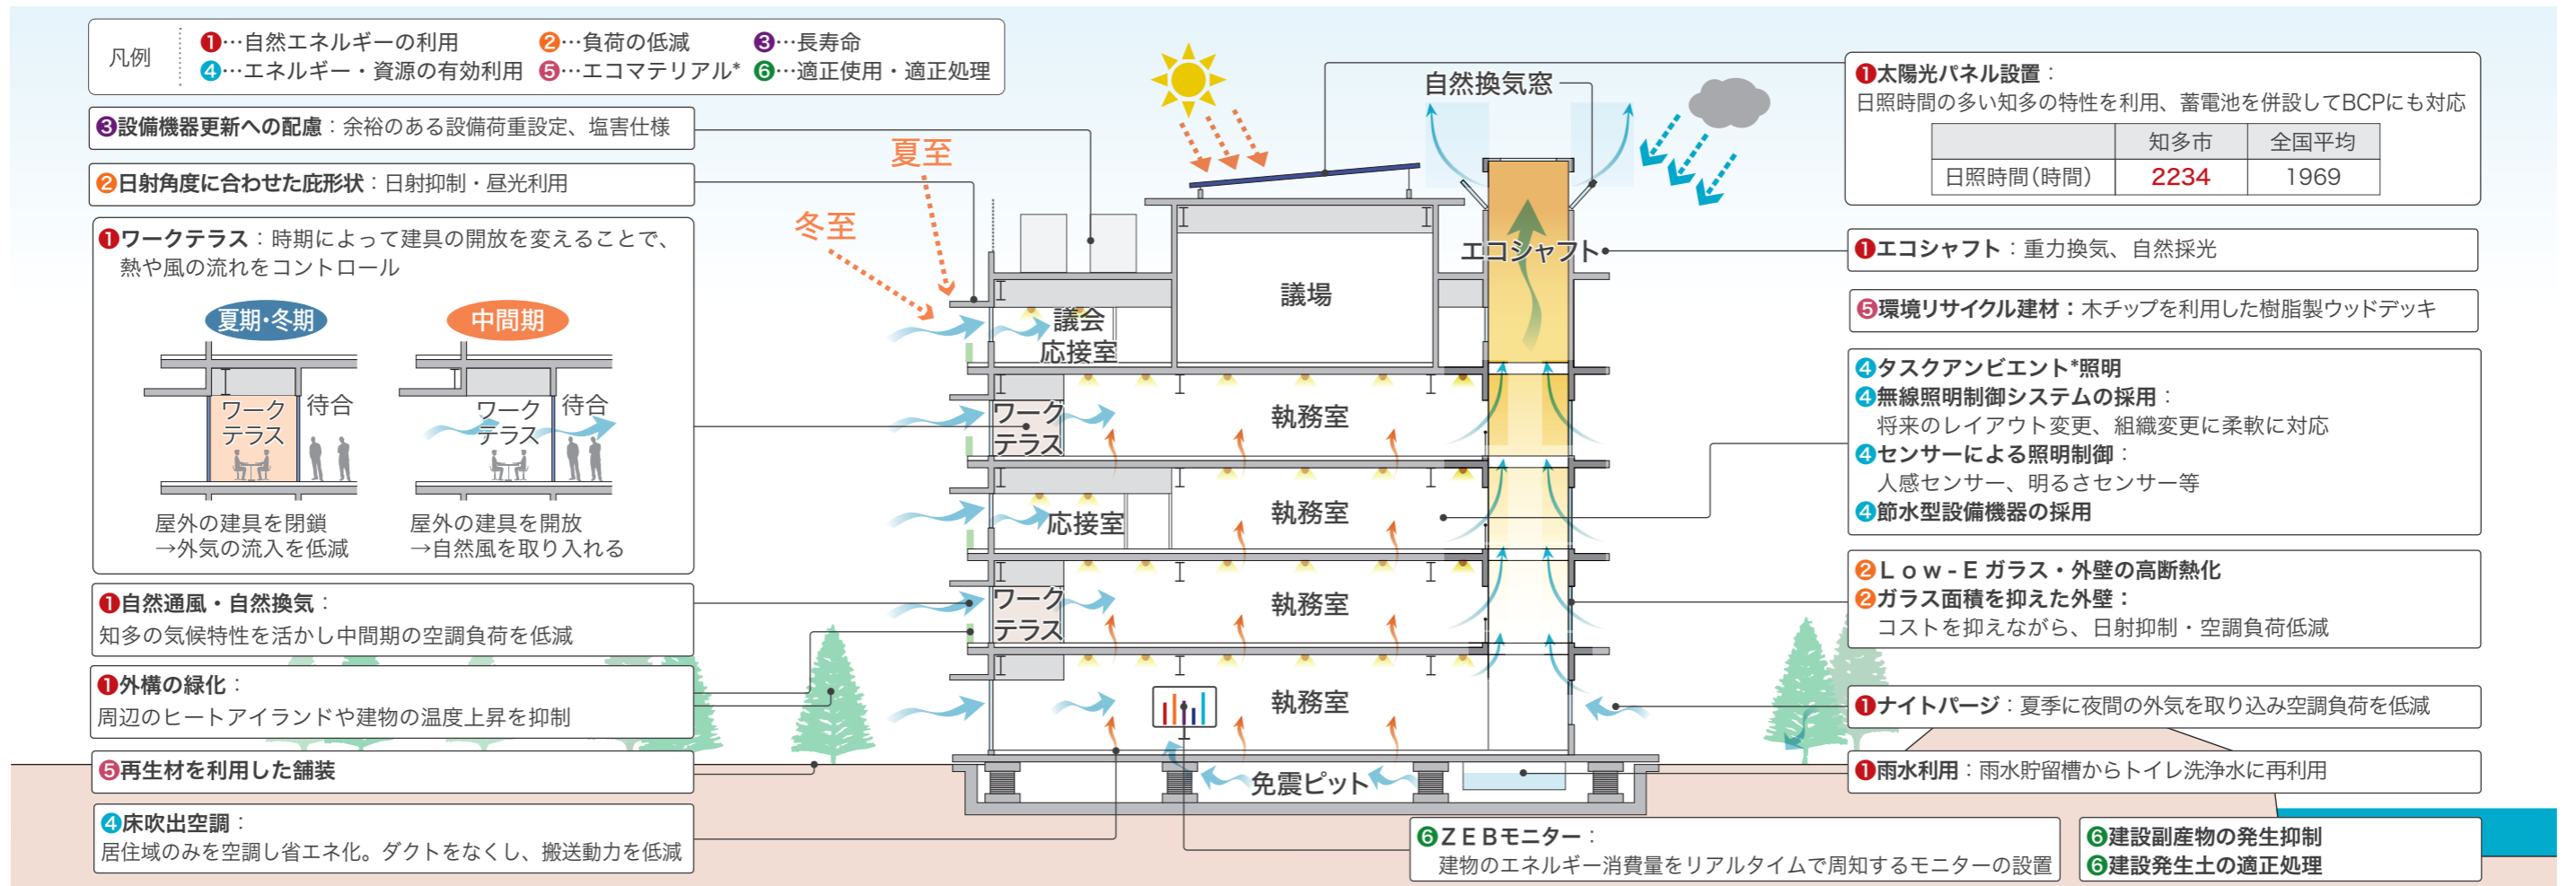 凡例
❶…自然エネルギーの利用 ❷…負荷の低減 ❸…長寿命
❹…エネルギー・資源の有効利用 ❺…エコマテリアル* ❻…適正使用・適正処理
❸設備機器更新への配慮：余裕のある設備荷重設定、塩害仕様
❷日射角度に合わせた庇形状：日射抑制・昼光利用
❶ワークテラス：時期によって建具の開放を変えることで、
熱や風の流れをコントロール
夏期・冬期
中間期
ワーク
テラス
待合
ワーク
テラス
待合
屋外の建具を閉鎖
→外気の流入を低減
屋外の建具を開放
→自然風を取り入れる
❶自然通風・自然換気：
知多の気候特性を活かし中間期の空調負荷を低減
❶外構の緑化：
周辺のヒートアイランドや建物の温度上昇を抑制
❺再生材を利用した舗装
❹床吹出空調：
居住域のみを空調し省エネ化。ダクトをなくし、搬送動力を低減
夏至
冬至
自然換気窓
エコシャフト
議場
議会
応接室
ワーク
テラス
執務室
応接室
執務室
ワーク
テラス
執務室
執務室
免震ピット
❶太陽光パネル設置：
日照時間の多い知多の特性を利用、蓄電池を併設してBCPにも対応
知多市 全国平均
日照時間（時間） 2234 1969
❶エコシャフト：重力換気、自然採光
❺環境リサイクル建材：木チップを利用した樹脂製ウッドデッキ
❹タスクアンビエント*照明
❹無線照明制御システムの採用：
将来のレイアウト変更、組織変更に柔軟に対応
❹センサーによる照明制御：
人感センサー、明るさセンサー等
❹節水型設備機器の採用
❷Ｌｏｗ-Ｅガラス・外壁の高断熱化
❷ガラス面積を抑えた外壁：
コストを抑えながら、日射抑制・空調負荷低減
❶ナイトパージ：夏季に夜間の外気を取り込み空調負荷を低減
❶雨水利用：雨水貯留槽からトイレ洗浄水に再利用
❻ＺＥＢモニター：
建物のエネルギー消費量をリアルタイムで周知するモニターの設置
❻建設副産物の発生抑制
❻建設発生土の適正処理